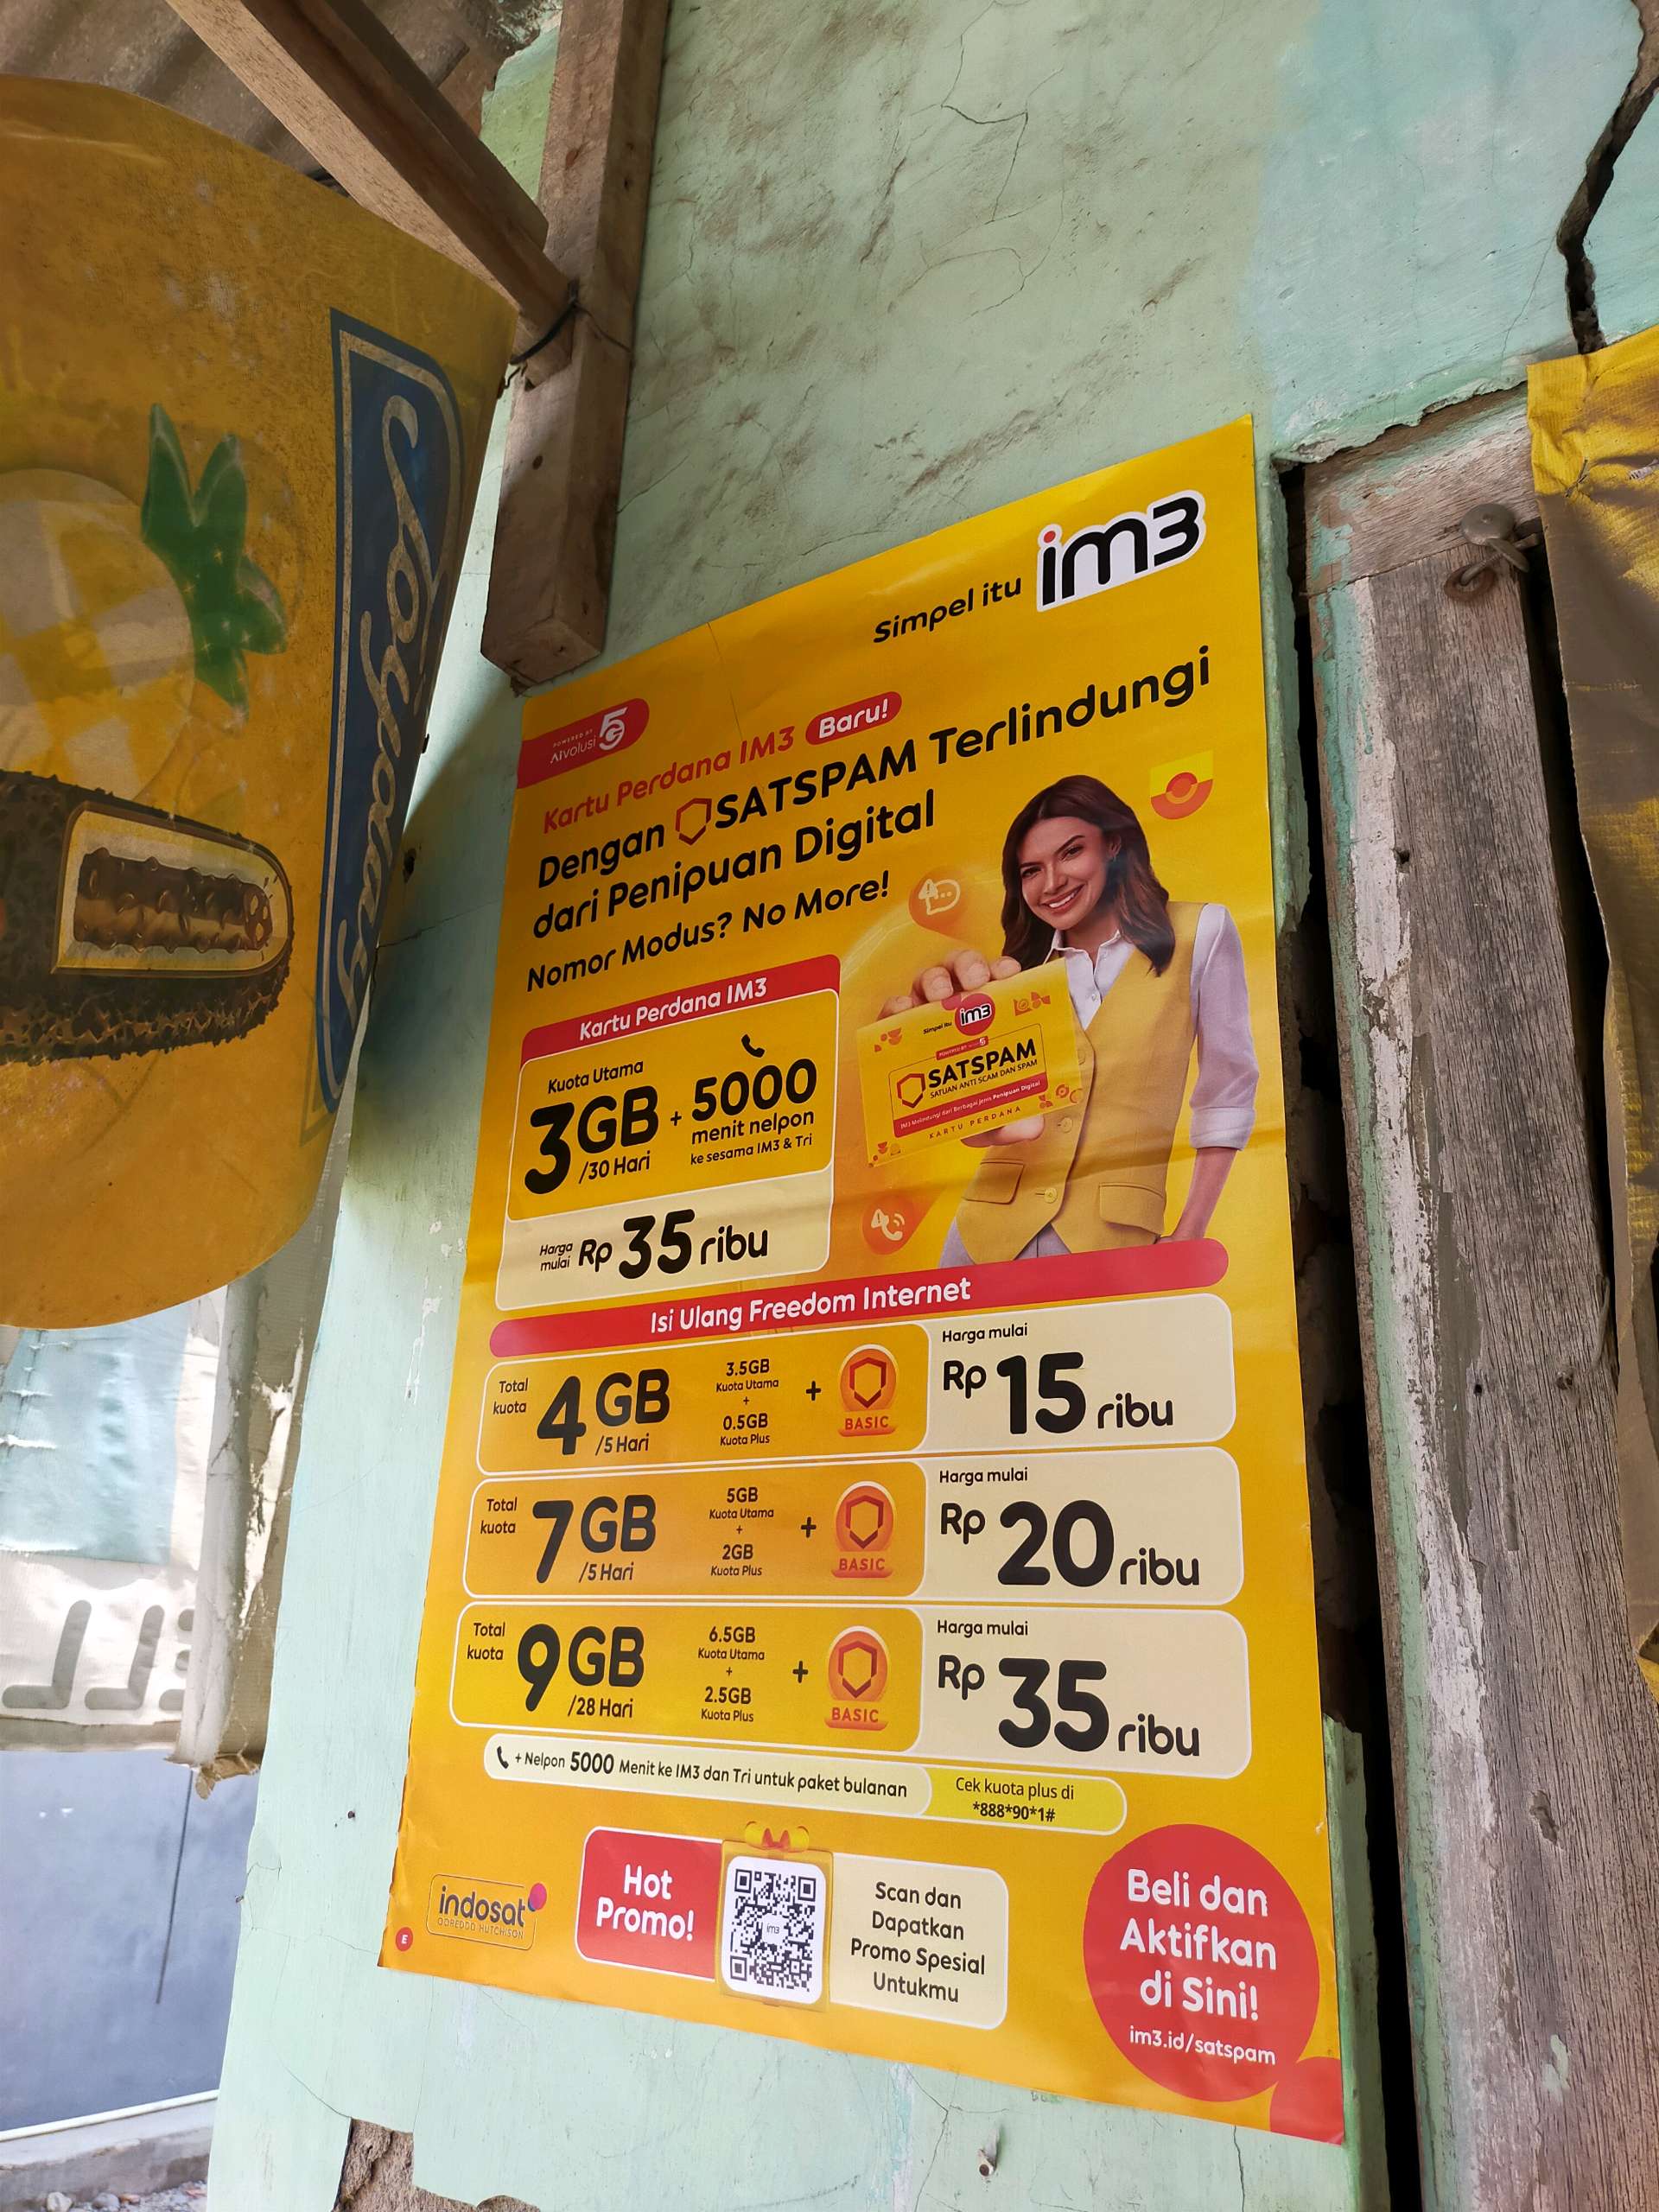 Simpel itu im3
POWERED BY
AIvolusi 5G
Kartu Perdana IM3 Baru!
Dengan SATSPAM Terlindungi
dari Penipuan Digital
Nomor Modus? No More!
Kartu Perdana IM3
Kuota Utama
3GB + 5000
/30 Hari
menit nelpon
ke sesama IM3 & Tri
Harga mulai Rp 35 ribu
Simpel itu im3
SATSPAM
SATUAN ANTI SCAM DAN SPAM
IM3 Melindungi dari Berbagai Jenis Penipuan Digital
KARTU PERDANA
Isi Ulang Freedom Internet
Total kuota
4GB
/5 Hari
3.5GB
Kuota Utama
+
0.5GB
Kuota Plus
+
BASIC
Harga mulai
Rp 15 ribu
Total kuota
7GB
/5 Hari
5GB
Kuota Utama
+
2GB
Kuota Plus
+
BASIC
Harga mulai
Rp 20 ribu
Total kuota
9GB
/28 Hari
6.5GB
Kuota Utama
+
2.5GB
Kuota Plus
+
BASIC
Harga mulai
Rp 35 ribu
+ Nelpon 5000 Menit ke IM3 dan Tri untuk paket bulanan
Cek kuota plus di
*888*90*1#
indosat
OOREDOO HUTCHISON
E
Hot
Promo!
im3
Scan dan
Dapatkan
Promo Spesial
Untukmu
Beli dan
Aktifkan
di Sini!
im3.id/satspam